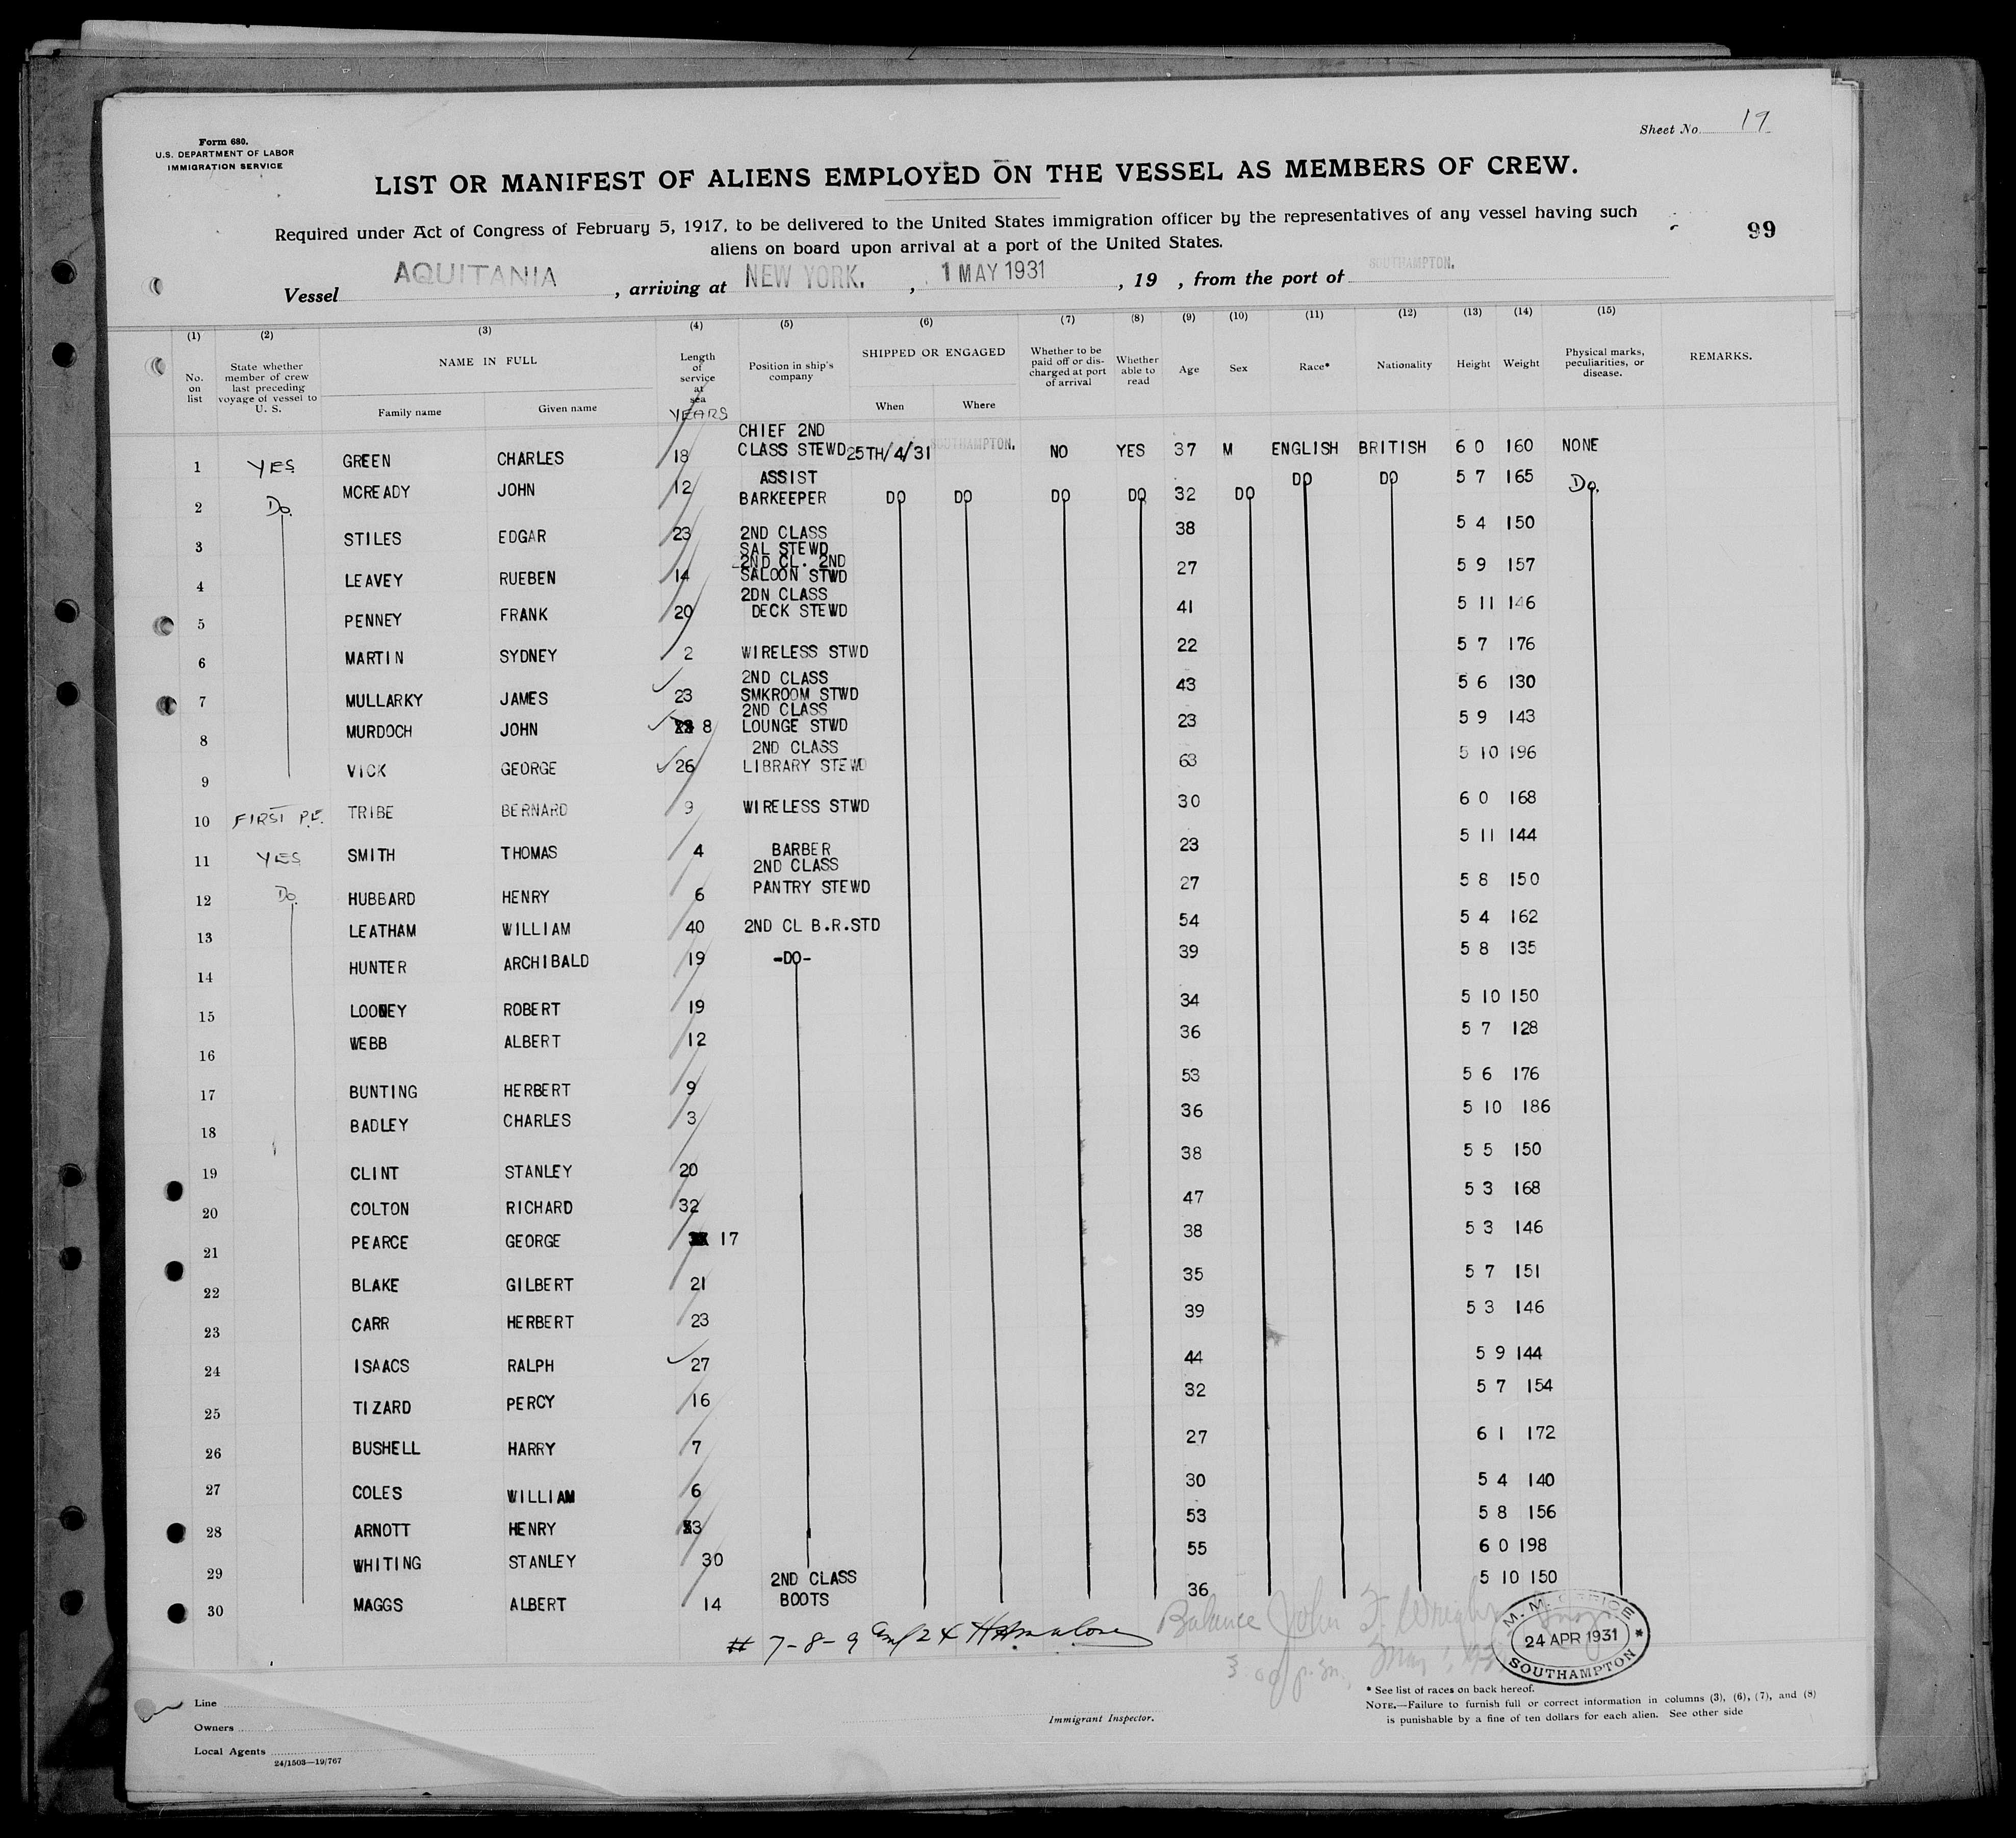 Sheet No. 19
Form 680.
U.S. DEPARTMENT OF LABOR
IMMIGRATION SERVICE
LIST OR MANIFEST OF ALIENS EMPLOYED ON THE VESSEL AS MEMBERS OF CREW.
Required under Act of Congress of February 5, 1917, to be delivered to the United States immigration officer by the representatives of any vessel having such
aliens on board upon arrival at a port of the United States.
99
Vessel AQUITANIA , arriving at NEW YORK. , 1 MAY 1931 , 19 , from the port of SOUTHAMPTON.
(1) (2) (3) (4) (5) (6) (7) (8) (9) (10) (11) (12) (13) (14) (15)
No. on list State whether member of crew last preceding voyage of vessel to U. S. NAME IN FULL Family name Given name Length of service at sea YEARS Position in ship's company SHIPPED OR ENGAGED When Where Whether to be paid off or discharged at port of arrival Whether able to read Age Sex Race* Nationality Height Weight Physical marks, peculiarities, or disease. REMARKS.
1 YES GREEN CHARLES 18 CHIEF 2ND CLASS STEWD 25TH/4/31 SOUTHAMPTON. NO YES 37 M ENGLISH BRITISH 6 0 160 NONE
2 Do. MCREADY JOHN 12 ASSIST BARKEEPER DO DO DO DO 32 DO DO DO 5 7 165 Do.
3 STILES EDGAR 23 2ND CLASS SAL STEWD 38 5 4 150
4 LEAVEY RUEBEN 14 2ND CL. 2ND SALOON STWD 27 5 9 157
5 PENNEY FRANK 20 2DN CLASS DECK STEWD 41 5 11 146
6 MARTIN SYDNEY 2 WIRELESS STWD 22 5 7 176
7 MULLARKY JAMES 23 2ND CLASS SMKROOM STWD 43 5 6 130
8 MURDOCH JOHN 8 2ND CLASS LOUNGE STWD 23 5 9 143
9 VICK GEORGE 26 2ND CLASS LIBRARY STEWD 63 5 10 196
10 FIRST P.E. TRIBE BERNARD 9 WIRELESS STWD 30 6 0 168
11 YES SMITH THOMAS 4 BARBER 23 5 11 144
12 Do. HUBBARD HENRY 6 2ND CLASS PANTRY STEWD 27 5 8 150
13 LEATHAM WILLIAM 40 2ND CL B.R.STD 54 5 4 162
14 HUNTER ARCHIBALD 19 -DO- 39 5 8 135
15 LOONEY ROBERT 19 34 5 10 150
16 WEBB ALBERT 12 36 5 7 128
17 BUNTING HERBERT 9 53 5 6 176
18 BADLEY CHARLES 3 36 5 10 186
19 CLINT STANLEY 20 38 5 5 150
20 COLTON RICHARD 32 47 5 3 168
21 PEARCE GEORGE 17 38 5 3 146
22 BLAKE GILBERT 21 35 5 7 151
23 CARR HERBERT 23 39 5 3 146
24 ISAACS RALPH 27 44 5 9 144
25 TIZARD PERCY 16 32 5 7 154
26 BUSHELL HARRY 7 27 6 1 172
27 COLES WILLIAM 6 30 5 4 140
28 ARNOTT HENRY 53 5 8 156
29 WHITING STANLEY 30 55 6 0 198
30 MAGGS ALBERT 14 2ND CLASS BOOTS 36 5 10 150
# 7-8-9 24
Balance John F. Wright
May 1, 193
24 APR 1931
SOUTHAMPTON
Line
Owners
Local Agents
24/1503—19/767
Immigrant Inspector.
* See list of races on back hereof.
NOTE.—Failure to furnish full or correct information in columns (3), (6), (7), and (8)
is punishable by a fine of ten dollars for each alien. See other side